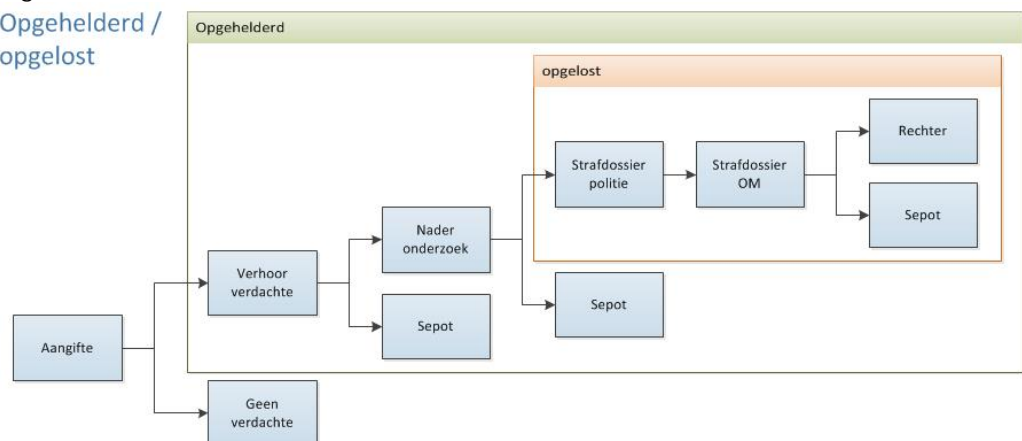 Opgehelderd /
opgelost
Opgehelderd
opgelost
Rechter
Strafdossier
politie
Strafdossier
OM
Sepot
Nader
onderzoek
Verhoor
verdachte
Sepot
Sepot
Aangifte
Geen
verdachte